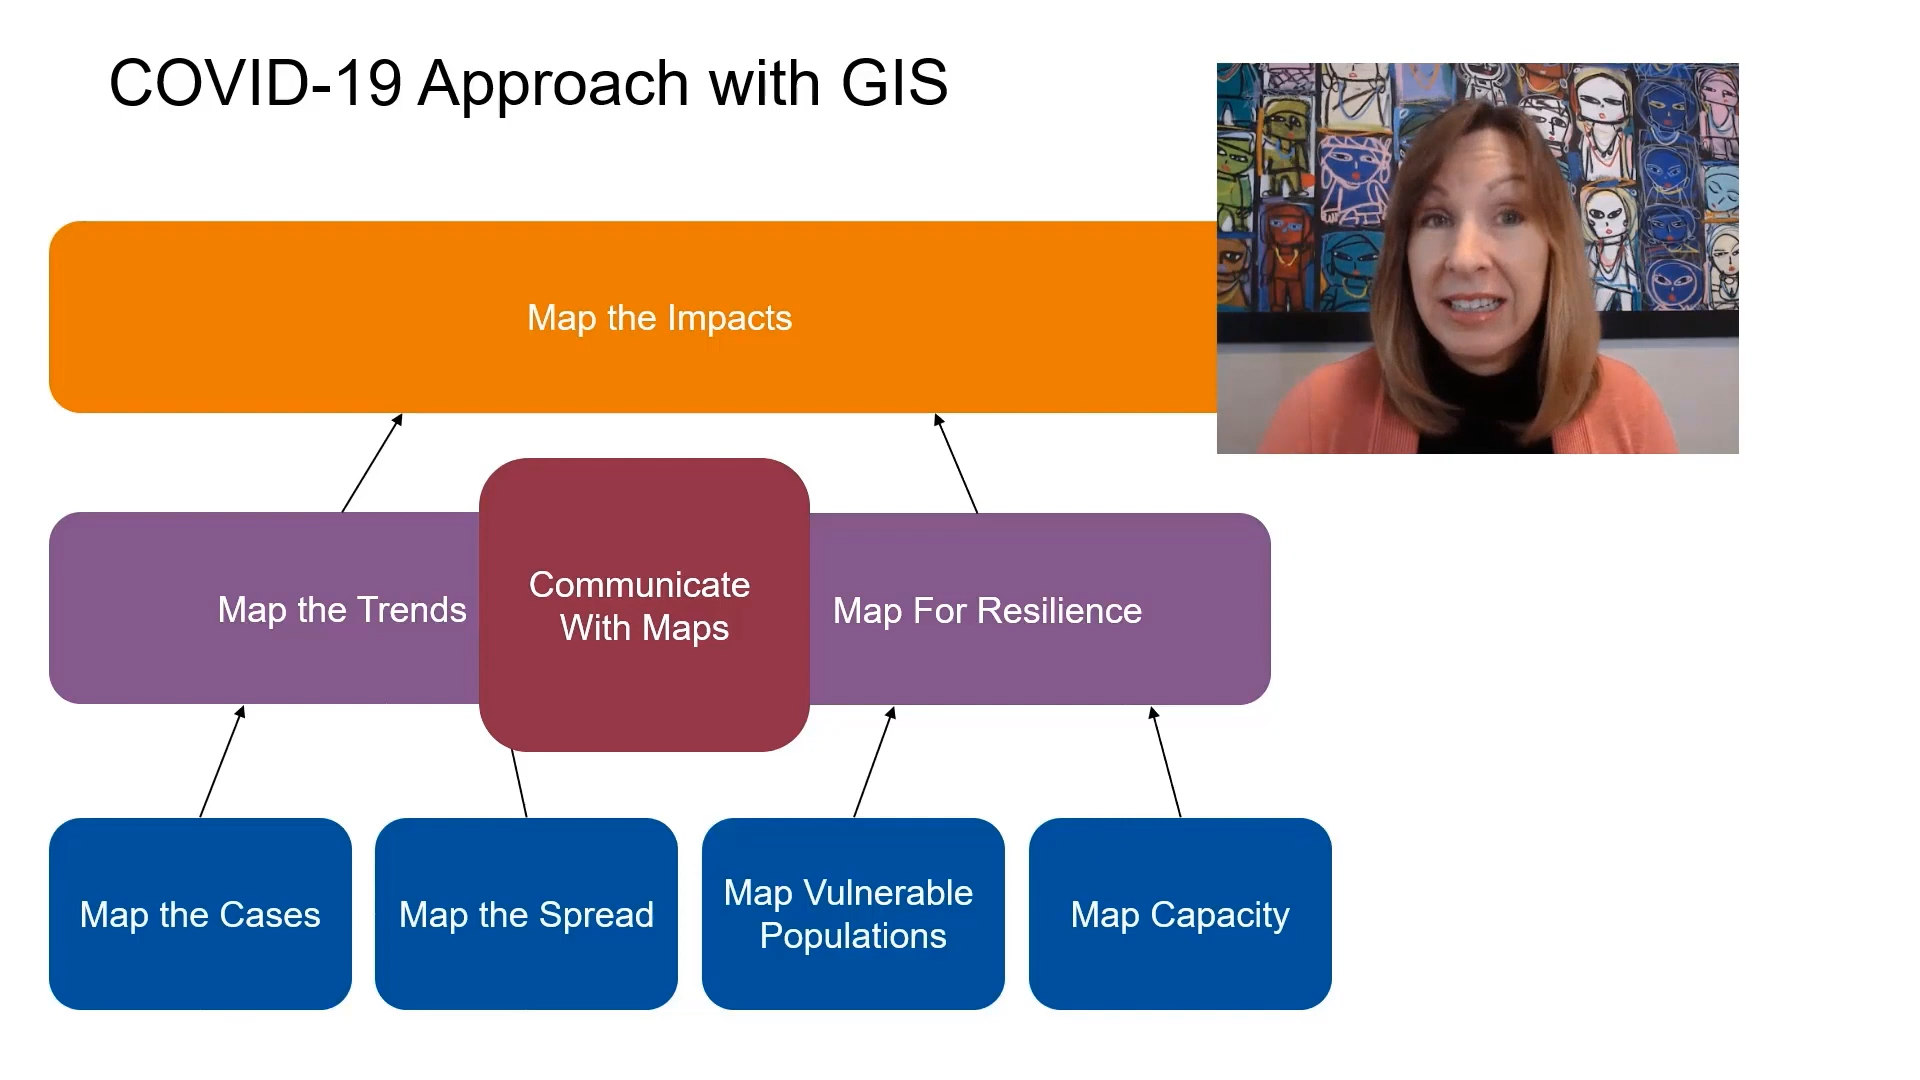 COVID-19 Approach with GIS
Map the Impacts
Map the Trends
Communicate
With Maps
Map For Resilience
Map the Cases
Map the Spread
Map Vulnerable
Populations
Map Capacity